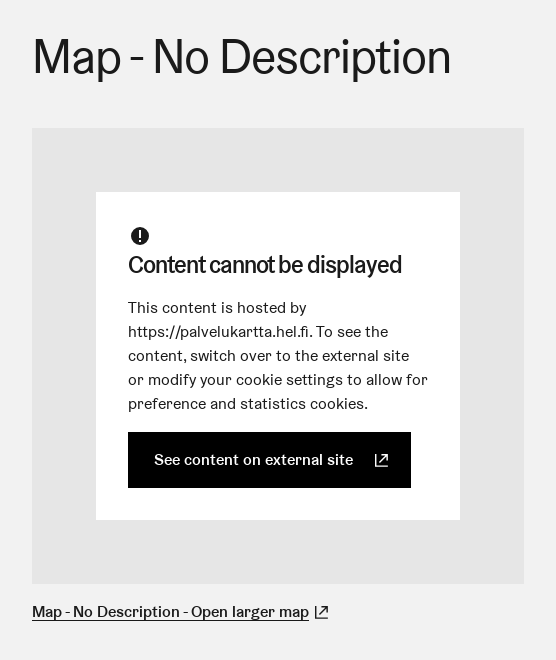 Map - No Description
Content cannot be displayed
This content is hosted by
https://palvelukartta.hel.fi. To see the
content, switch over to the external site
or modify your cookie settings to allow for
preference and statistics cookies.
See content on external site
Map - No Description - Open larger map